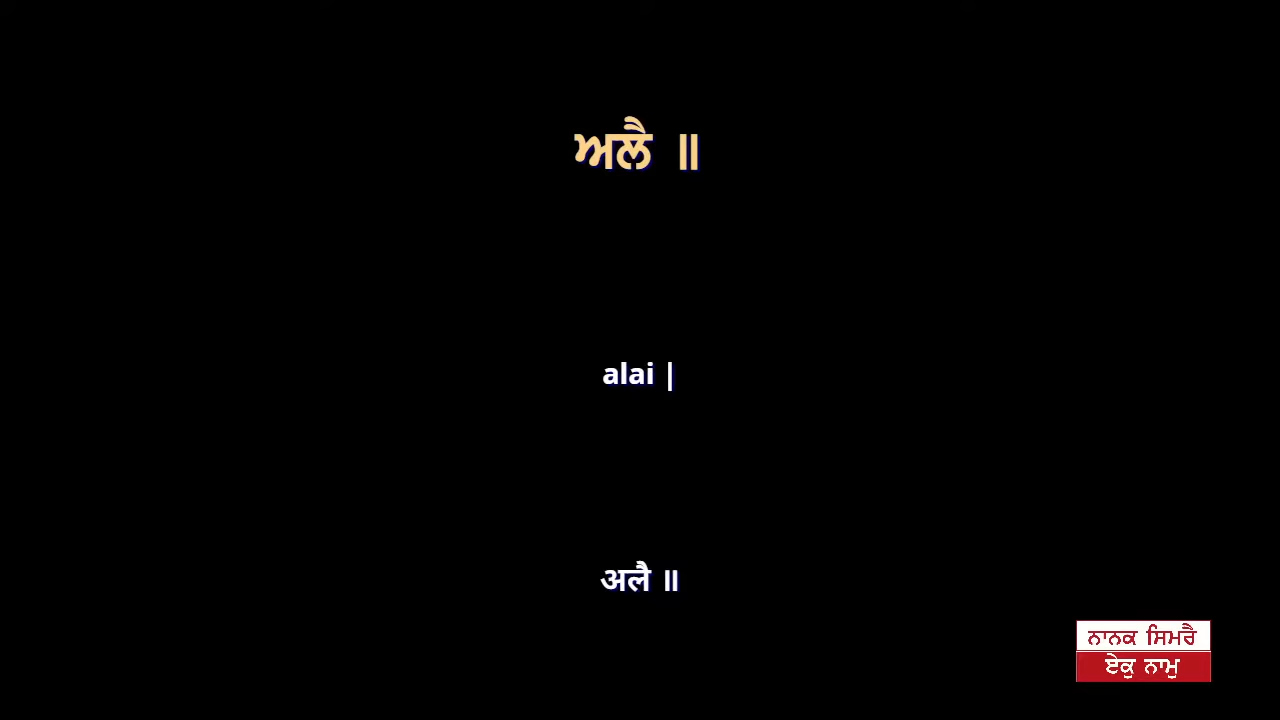 ਅਲੈ ॥
alai |
अलै ॥
ਨਾਨਕ ਸਿਮਰੈ
ਏਕੁ ਨਾਮੁ